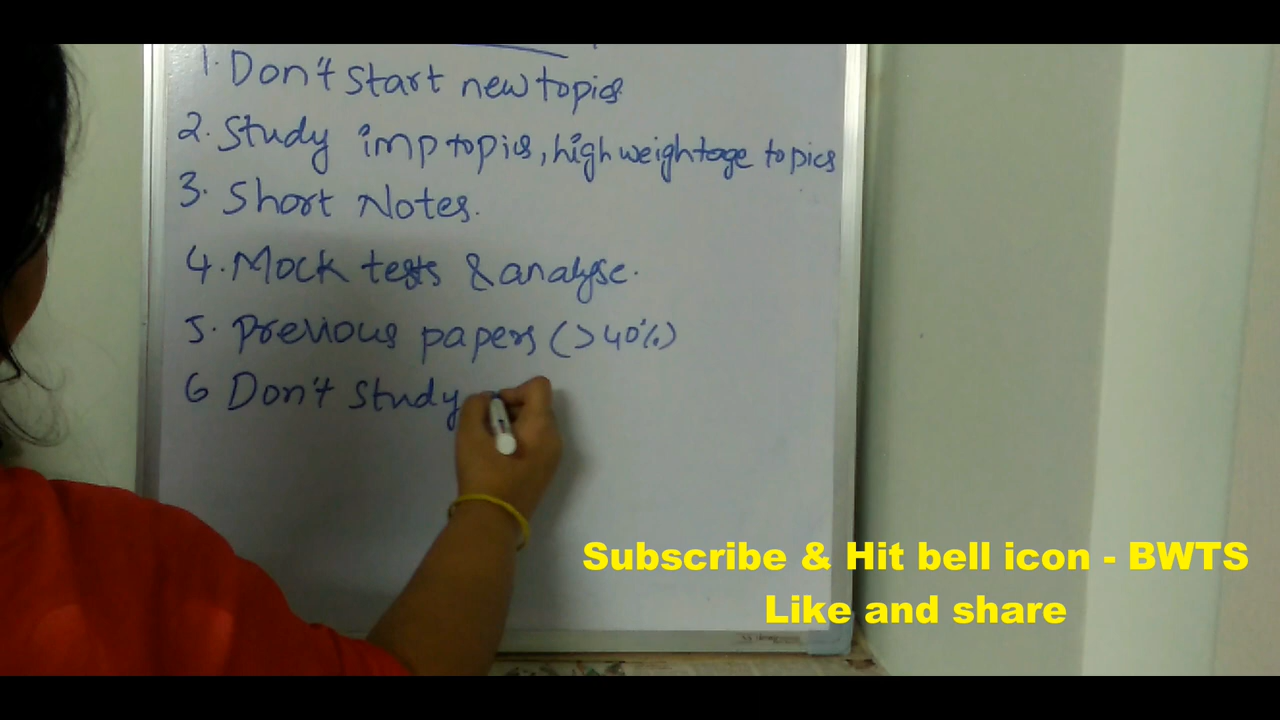 1. Don't start new topics
2. Study imp topics, high weightage topics
3. Short Notes.
4. Mock tests & analyse.
5. Previous papers (>40%)
6 Don't study
Subscribe & Hit bell icon - BWTS
Like and share